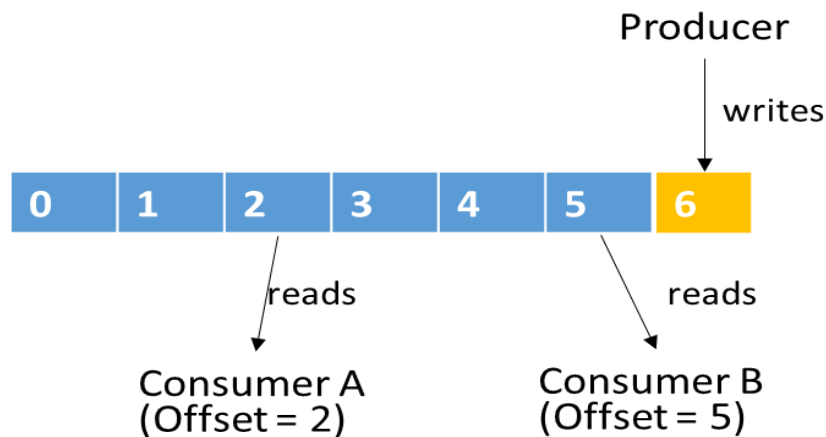 Producer
writes
0 1 2 3 4 5 6
reads reads
Consumer A
(Offset = 2)
Consumer B
(Offset = 5)